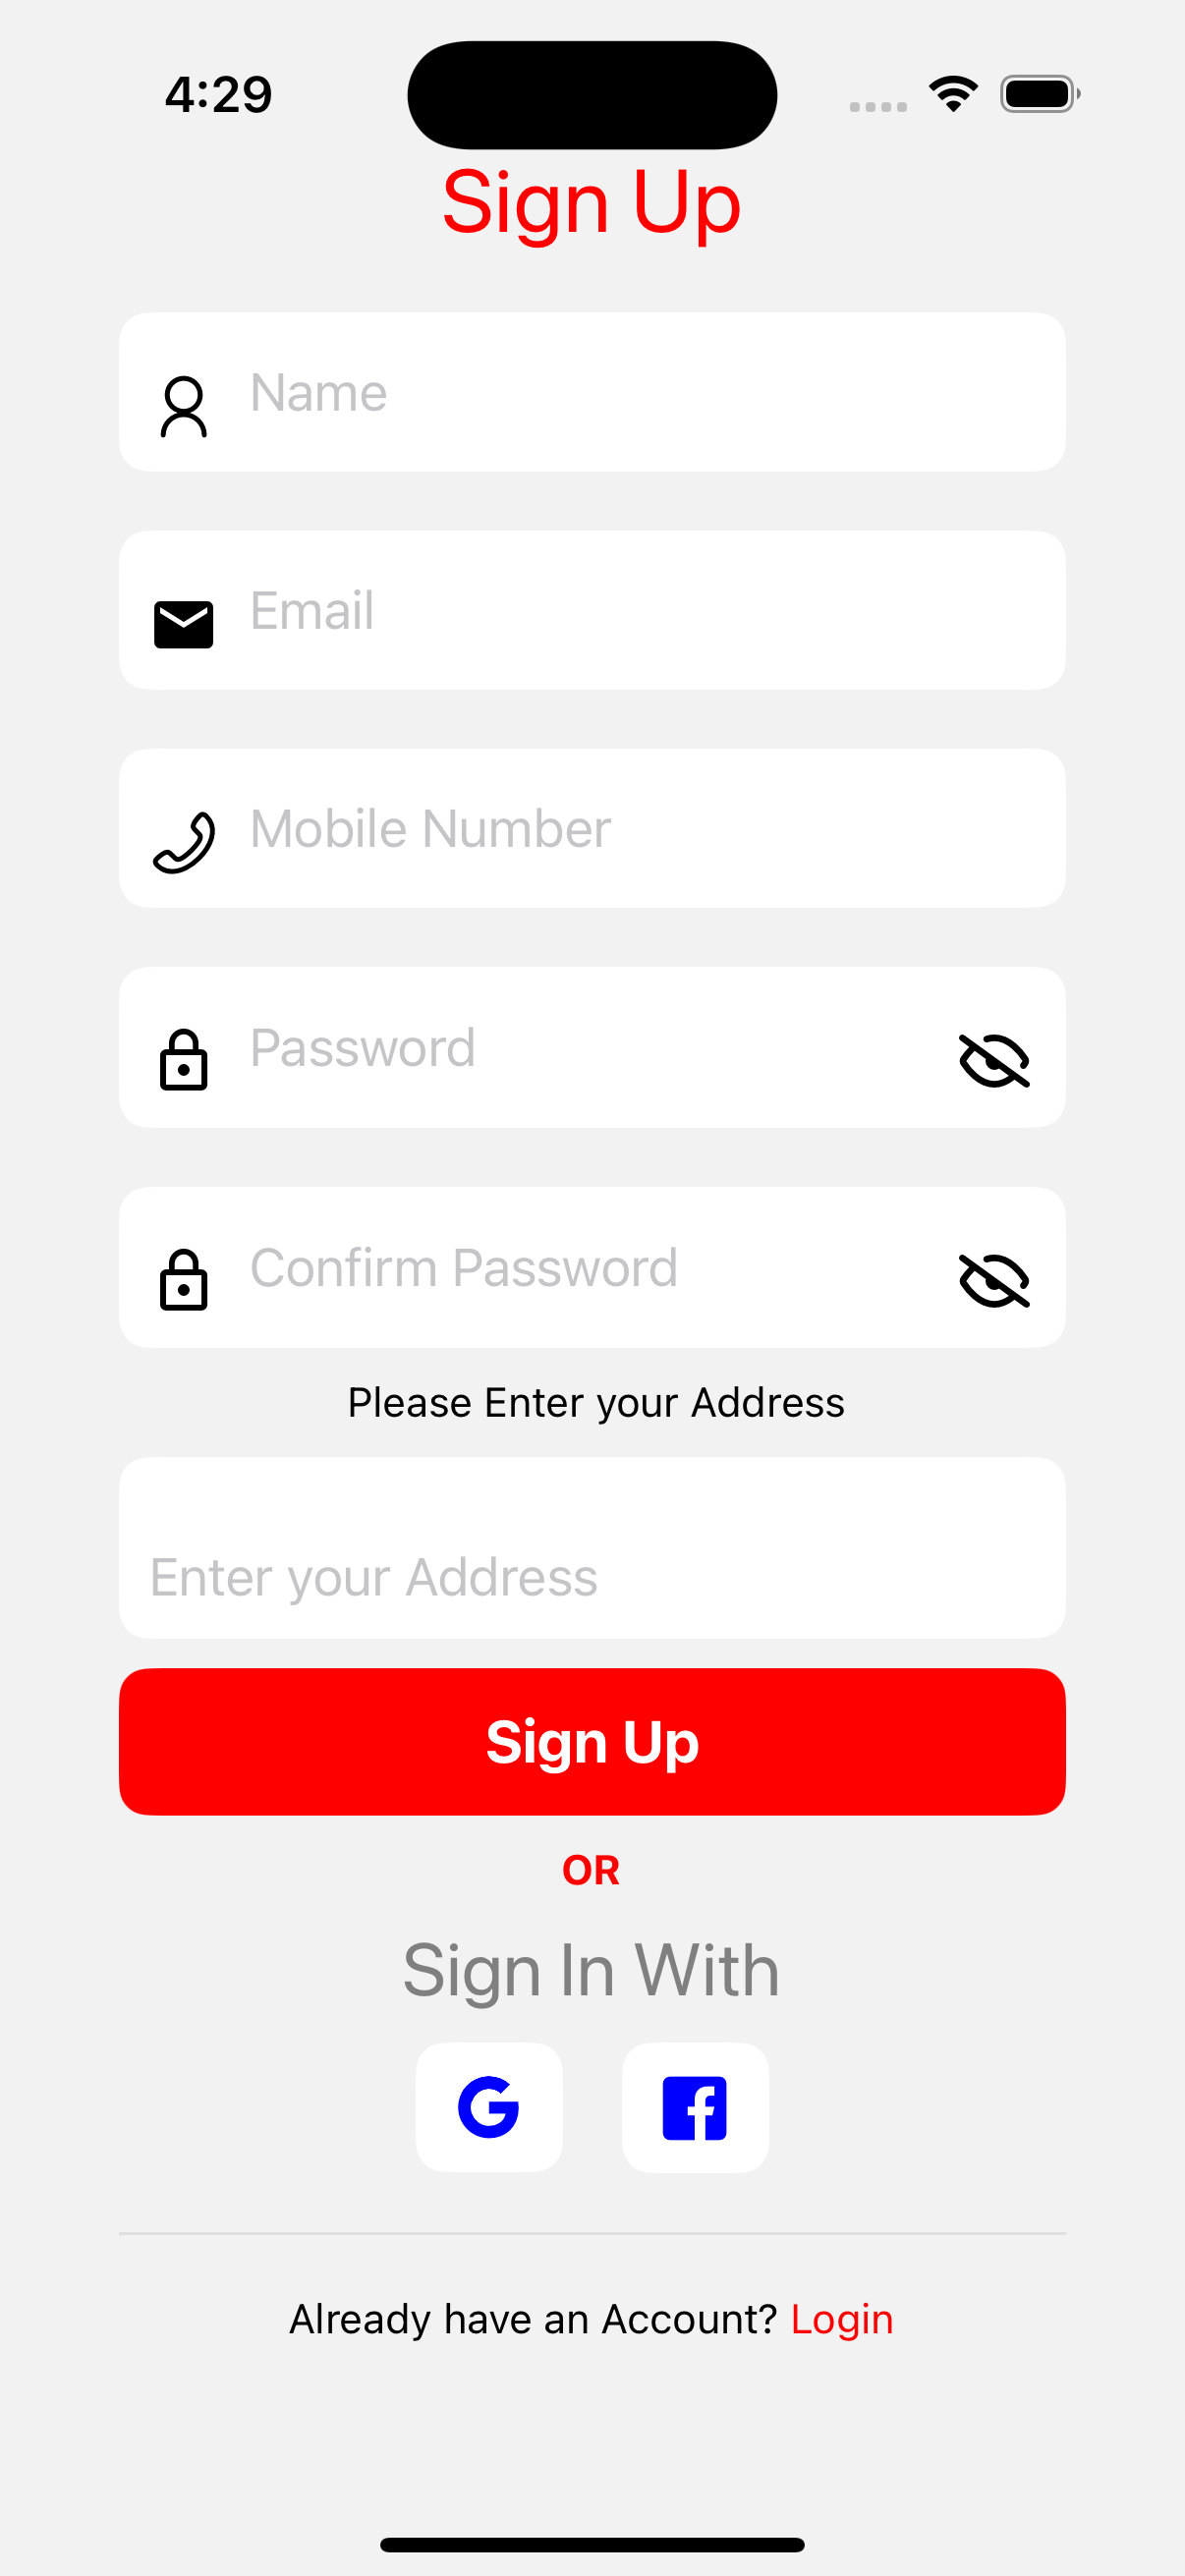 4:29
Sign Up
Name
Email
Mobile Number
Password
Confirm Password
Please Enter your Address
Enter your Address
Sign Up
OR
Sign In With
Already have an Account? Login